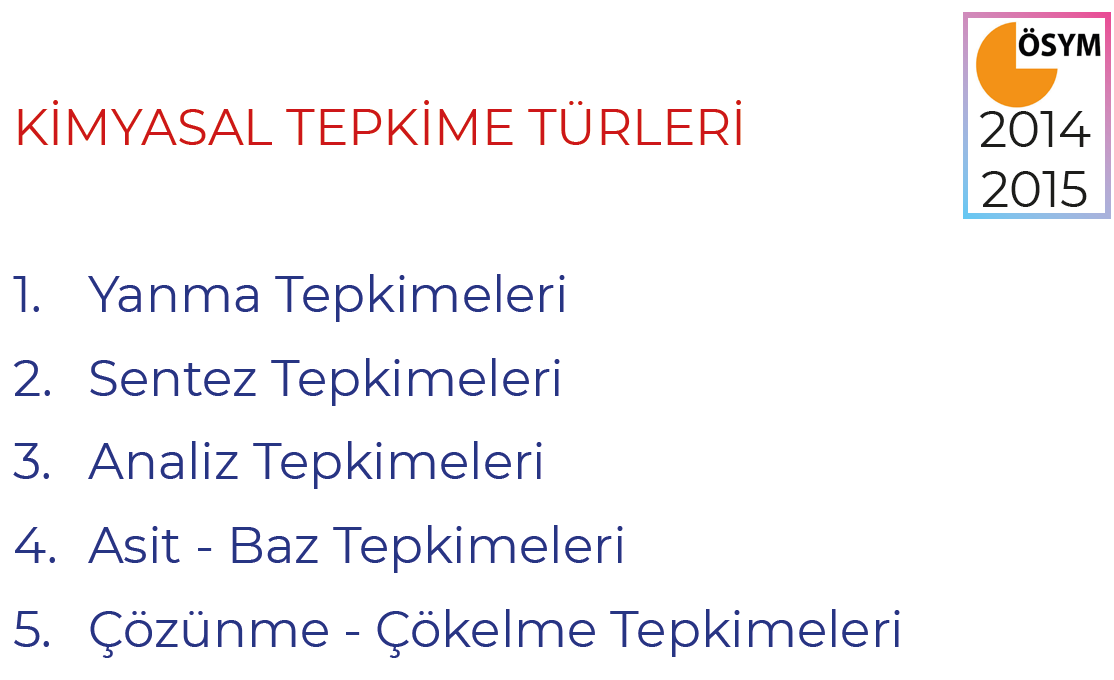 ÖSYM
2014
2015
KİMYASAL TEPKİME TÜRLERİ
1. Yanma Tepkimeleri
2. Sentez Tepkimeleri
3. Analiz Tepkimeleri
4. Asit - Baz Tepkimeleri
5. Çözünme - Çökelme Tepkimeleri